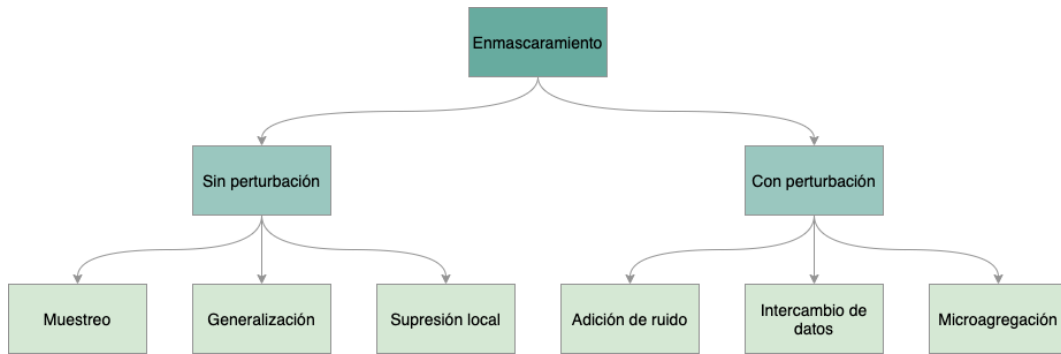 Enmascaramiento
Sin perturbación
Con perturbación
Muestreo
Generalización
Supresión local
Adición de ruido
Intercambio de
datos
Microagregación